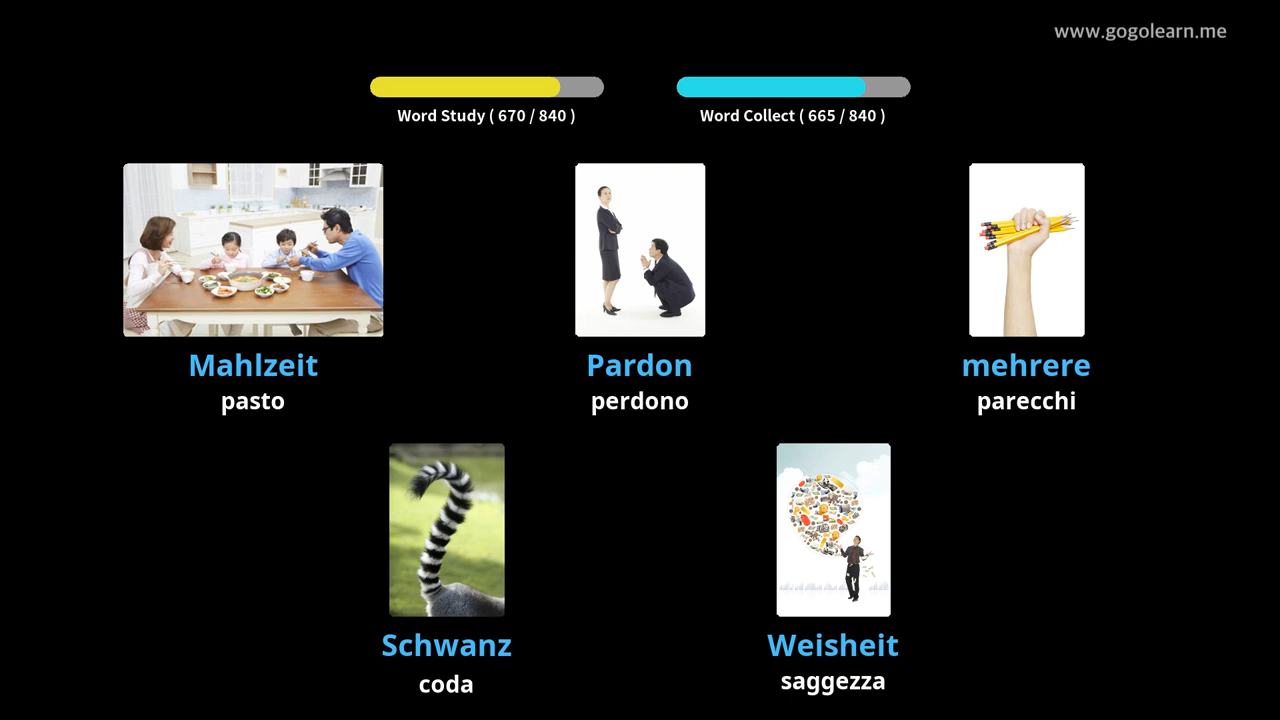 www.gogolearn.me
Word Study ( 670 / 840 )
Word Collect ( 665 / 840 )
Mahlzeit
pasto
Pardon
perdono
mehrere
parecchi
Schwanz
coda
Weisheit
saggezza